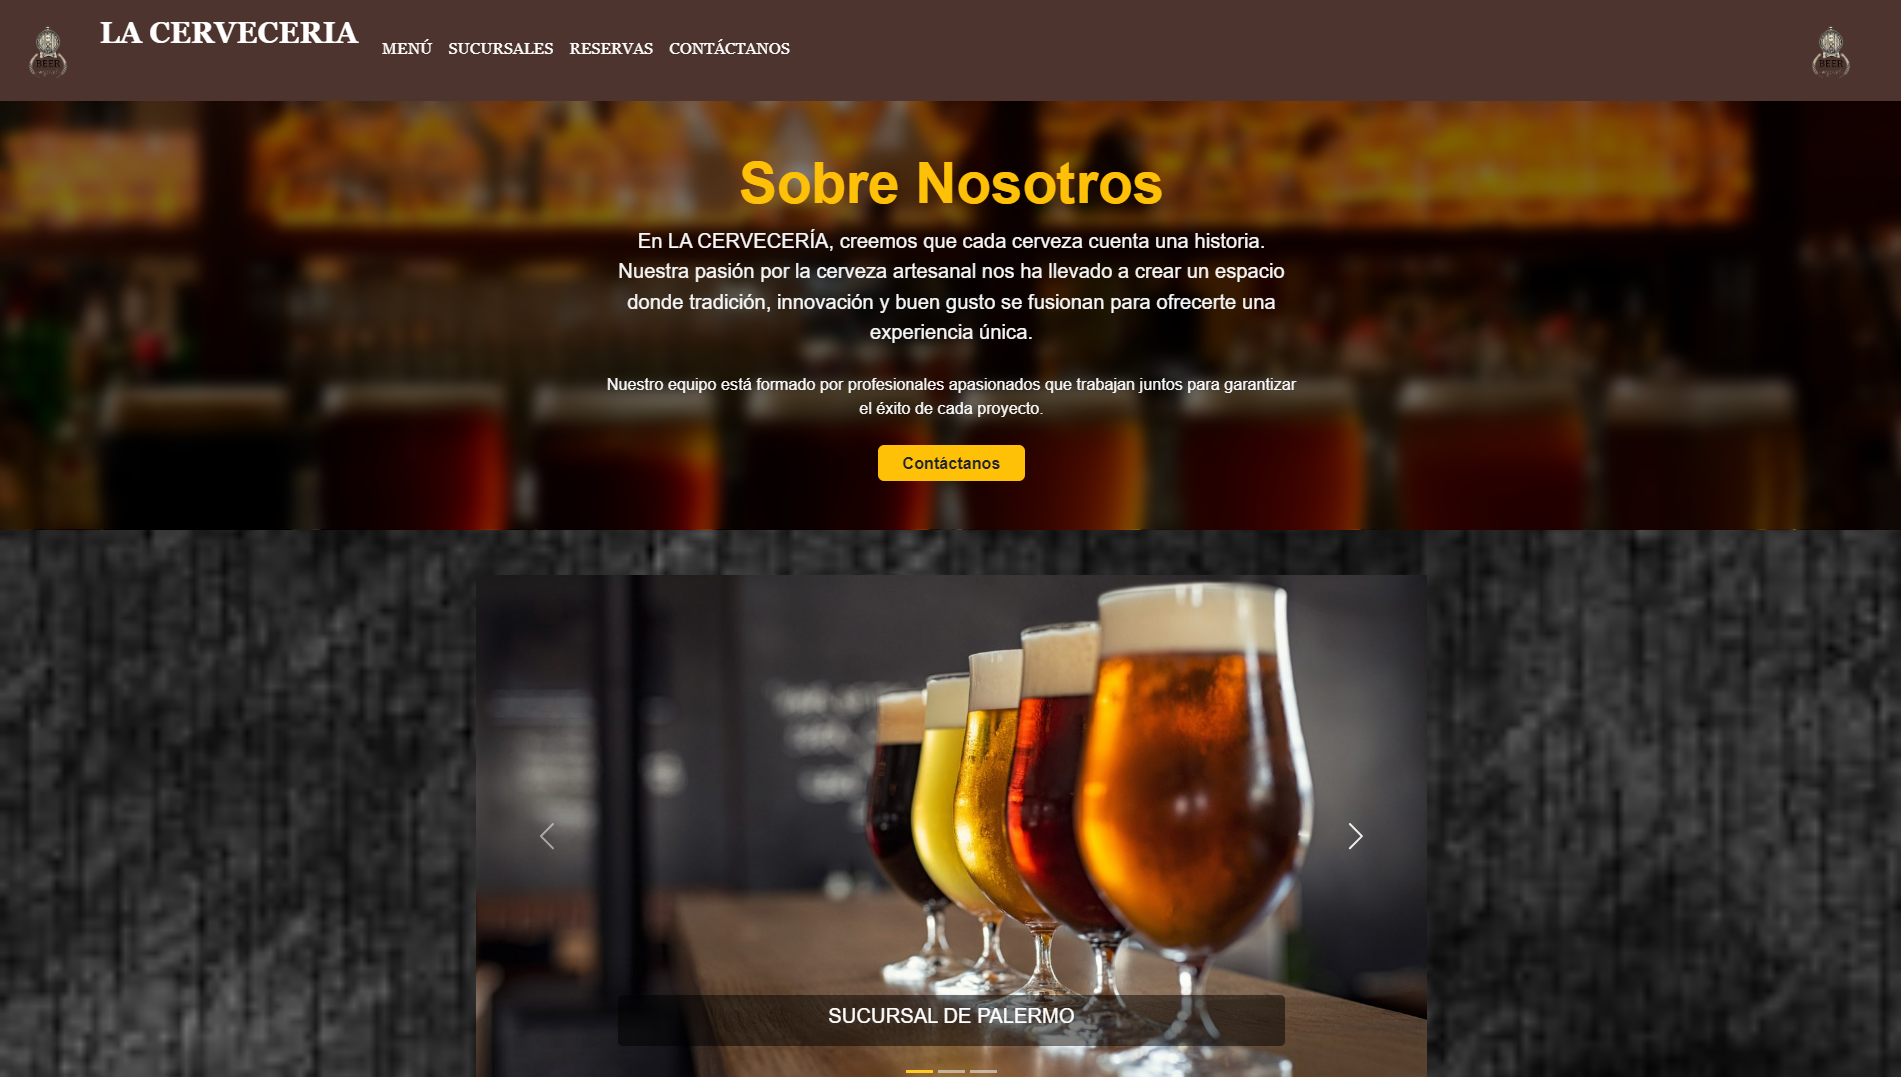 BEER
LA CERVECERIA
MENÚ SUCURSALES RESERVAS CONTÁCTANOS
BEER
Sobre Nosotros
En LA CERVECERÍA, creemos que cada cerveza cuenta una historia.
Nuestra pasión por la cerveza artesanal nos ha llevado a crear un espacio
donde tradición, innovación y buen gusto se fusionan para ofrecerte una
experiencia única.
Nuestro equipo está formado por profesionales apasionados que trabajan juntos para garantizar
el éxito de cada proyecto.
Contáctanos
SUCURSAL DE PALERMO